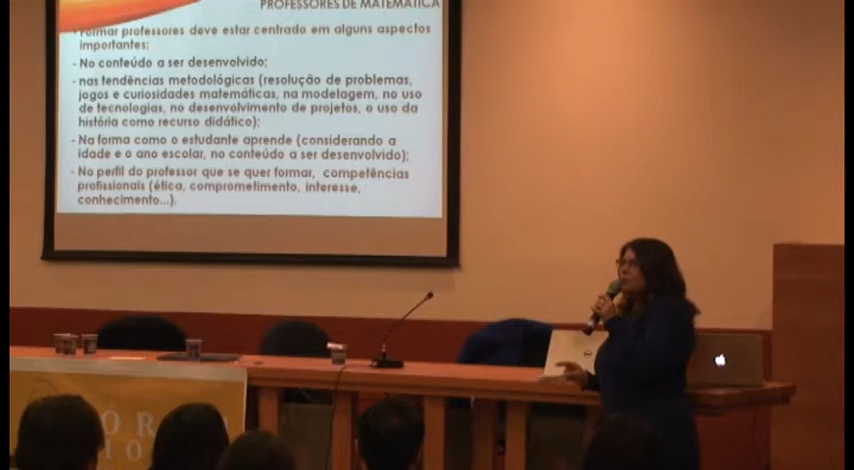 PROFESSORES DE MATEMÁTICA
- Formar professores deve estar centrado em alguns aspectos
importantes:
- No conteúdo a ser desenvolvido;
- nas tendências metodológicas (resolução de problemas,
jogos e curiosidades matemáticas, na modelagem, no uso
de tecnologias, no desenvolvimento de projetos, o uso da
história como recurso didático);
- Na forma como o estudante aprende (considerando a
idade e o ano escolar, no conteúdo a ser desenvolvido);
- No perfil do professor que se quer formar, competências
profissionais (ética, comprometimento, interesse,
conhecimento...).